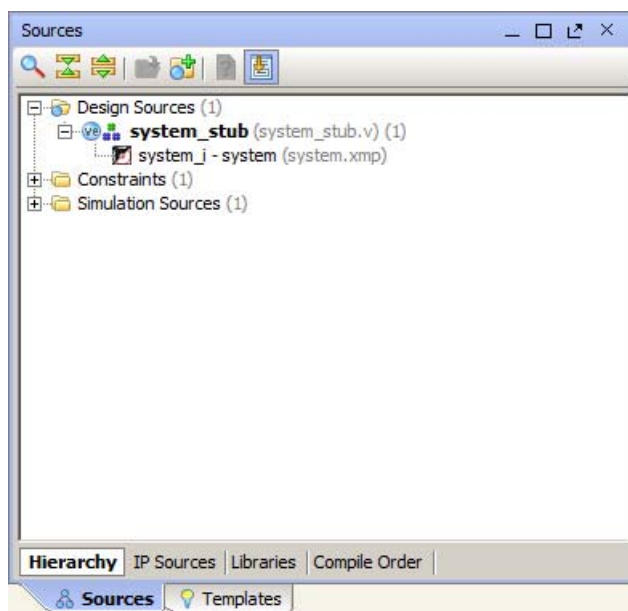 Sources
Design Sources (1)
ve system_stub (system_stub.v) (1)
system_i - system (system.xmp)
Constraints (1)
Simulation Sources (1)
Hierarchy IP Sources Libraries Compile Order
Sources Templates